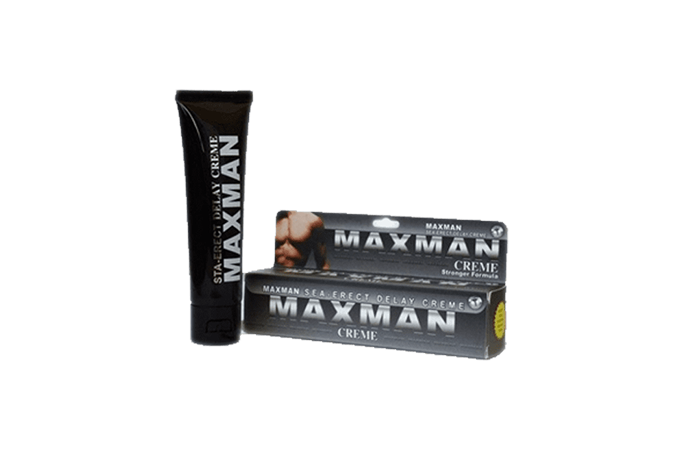 STA-ERECT DELAY CREME
MAXMAN
MAXMAN
SEA-ERECT DELAY CREME
MAXMAN
CREME
Stronger Formula
MAXMAN SEA-ERECT DELAY CREME
MAXMAN
CREME